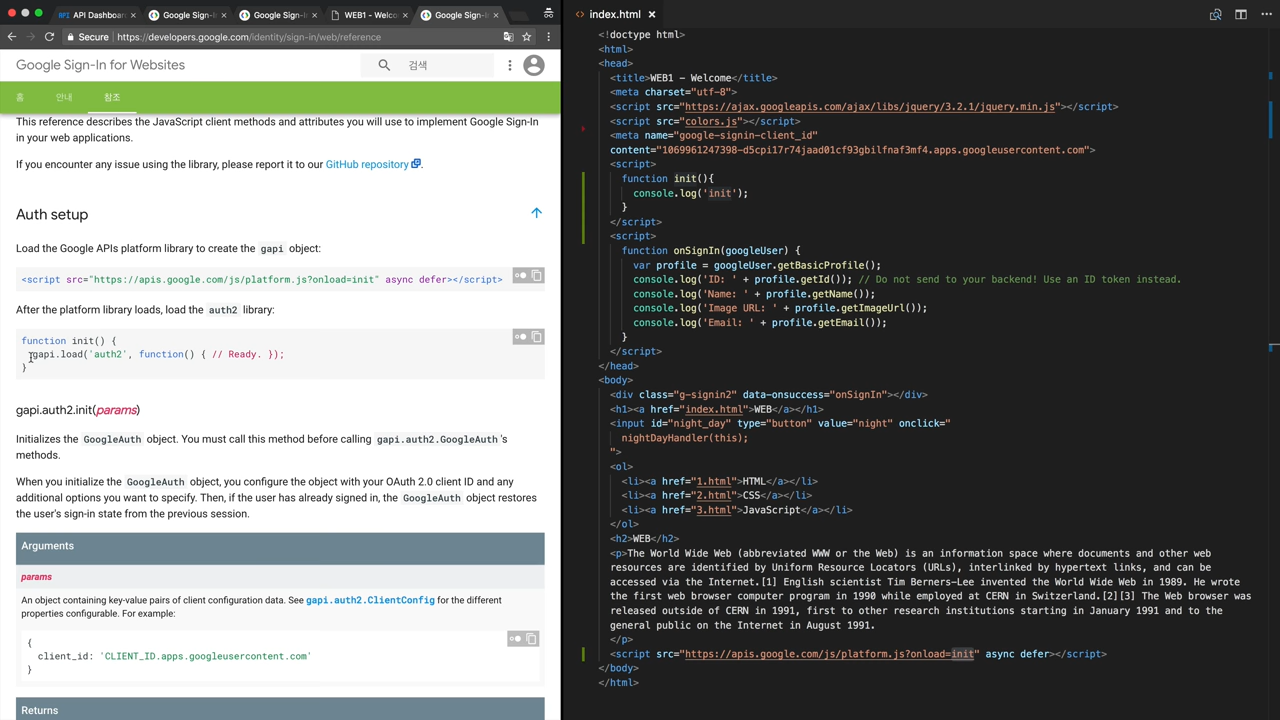 API Dashboa
Google Sign-I
Google Sign-I
WEB1 - Welco
Google Sign-I
Secure
https://developers.google.com/identity/sign-in/web/reference
Google Sign-In for Websites
검색
홈
안내
참조
This reference describes the JavaScript client methods and attributes you will use to implement Google Sign-In
in your web applications.
If you encounter any issue using the library, please report it to our GitHub repository.
Auth setup
Load the Google APIs platform library to create the gapi object:
<script src="https://apis.google.com/js/platform.js?onload=init" async defer></script>
After the platform library loads, load the auth2 library:
function init() {
gapi.load('auth2', function() { // Ready. });
}
gapi.auth2.init(params)
Initializes the GoogleAuth object. You must call this method before calling gapi.auth2.GoogleAuth's
methods.
When you initialize the GoogleAuth object, you configure the object with your OAuth 2.0 client ID and any
additional options you want to specify. Then, if the user has already signed in, the GoogleAuth object restores
the user's sign-in state from the previous session.
Arguments
params
An object containing key-value pairs of client configuration data. See gapi.auth2.ClientConfig for the different
properties configurable. For example:
{
client_id: 'CLIENT_ID.apps.googleusercontent.com'
}
Returns
index.html
<!doctype html>
<html>
<head>
<title>WEB1 - Welcome</title>
<meta charset="utf-8">
<script src="https://ajax.googleapis.com/ajax/libs/jquery/3.2.1/jquery.min.js"></script>
<script src="colors.js"></script>
<meta name="google-signin-client_id"
content="1069961247398-d5cpi17r74jaad01cf93gbilfnaf3mf4.apps.googleusercontent.com">
<script>
function init(){
console.log('init');
}
</script>
<script>
function onSignIn(googleUser) {
var profile = googleUser.getBasicProfile();
console.log('ID: ' + profile.getId()); // Do not send to your backend! Use an ID token instead.
console.log('Name: ' + profile.getName());
console.log('Image URL: ' + profile.getImageUrl());
console.log('Email: ' + profile.getEmail());
}
</script>
</head>
<body>
<div class="g-signin2" data-onsuccess="onSignIn"></div>
<h1><a href="index.html">WEB</a></h1>
<input id="night_day" type="button" value="night" onclick="
nightDayHandler(this);
">
<ol>
<li><a href="1.html">HTML</a></li>
<li><a href="2.html">CSS</a></li>
<li><a href="3.html">JavaScript</a></li>
</ol>
<h2>WEB</h2>
<p>The World Wide Web (abbreviated WWW or the Web) is an information space where documents and other web
resources are identified by Uniform Resource Locators (URLs), interlinked by hypertext links, and can be
accessed via the Internet.[1] English scientist Tim Berners-Lee invented the World Wide Web in 1989. He wrote
the first web browser computer program in 1990 while employed at CERN in Switzerland.[2][3] The Web browser was
released outside of CERN in 1991, first to other research institutions starting in January 1991 and to the
general public on the Internet in August 1991.
</p>
<script src="https://apis.google.com/js/platform.js?onload=init" async defer></script>
</body>
</html>